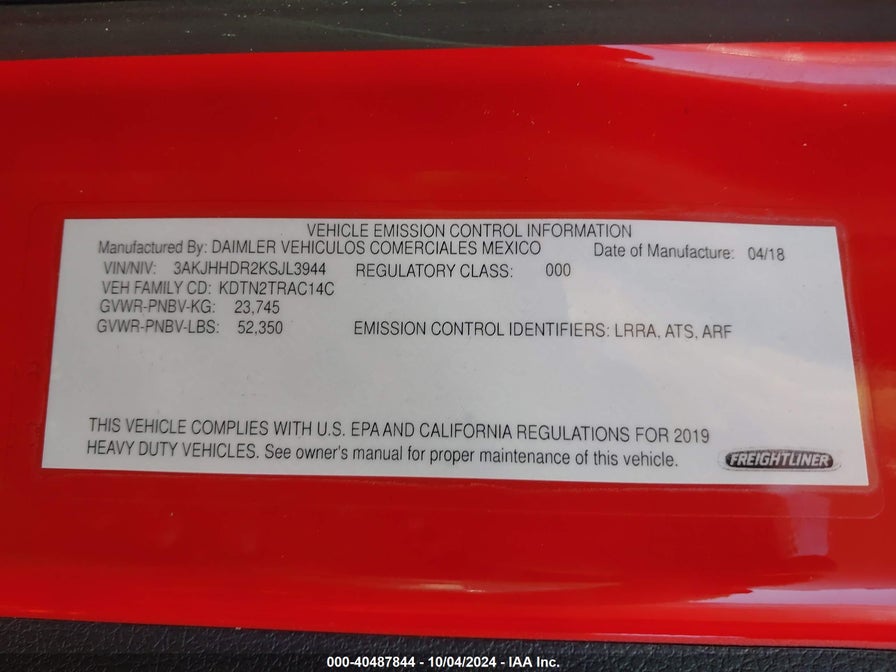 VEHICLE EMISSION CONTROL INFORMATION
Manufactured By: DAIMLER VEHICULOS COMERCIALES MEXICO Date of Manufacture: 04/18
VIN/NIV: 3AKJHHDR2KSJL3944 REGULATORY CLASS: 000
VEH FAMILY CD: KDTN2TRAC14C
GVWR-PNBV-KG: 23,745
GVWR-PNBV-LBS: 52,350 EMISSION CONTROL IDENTIFIERS: LRRA, ATS, ARF
THIS VEHICLE COMPLIES WITH U.S. EPA AND CALIFORNIA REGULATIONS FOR 2019
HEAVY DUTY VEHICLES. See owner's manual for proper maintenance of this vehicle. FREIGHTLINER
000-40487844 - 10/04/2024 - IAA Inc.